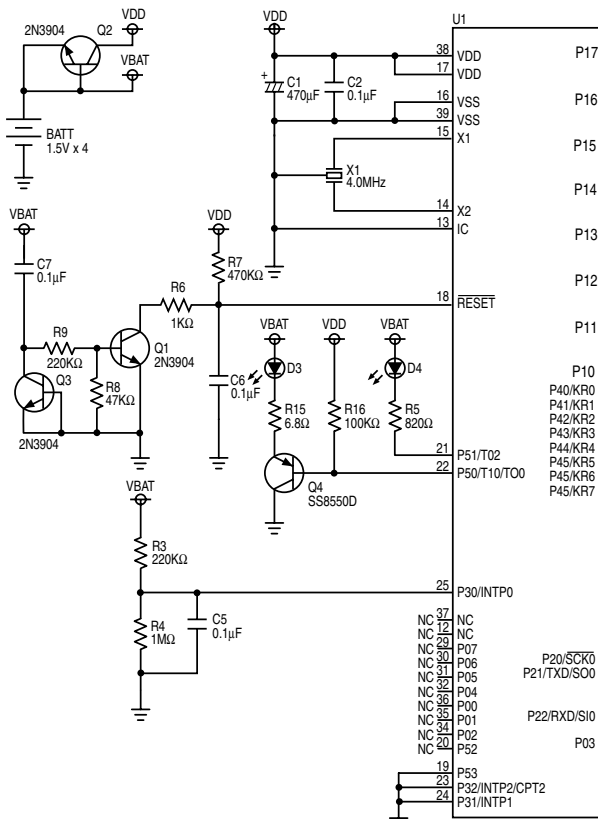 VDD
2N3904
Q2
VBAT
BATT
1.5V x 4
VDD
C1
470µF
+
C2
0.1µF
X1
4.0MHz
U1
38 VDD
17 VDD
16 VSS
39 VSS
15 X1
14 X2
13 IC
18 RESET
21 P51/T02
22 P50/T10/TO0
25 P30/INTP0
NC 37 NC
NC 12 NC
NC 29 P07
NC 30 P06
NC 31 P05
NC 32 P04
NC 36 P00
NC 35 P01
NC 34 P02
NC 20 P52
19 P53
23 P32/INTP2/CPT2
24 P31/INTP1
P17
P16
P15
P14
P13
P12
P11
P10
P40/KR0
P41/KR1
P42/KR2
P43/KR3
P44/KR4
P45/KR5
P45/KR6
P45/KR7
P20/SCK0
P21/TXD/SO0
P22/RXD/SI0
P03
VBAT
C7
0.1µF
R9
220KΩ
Q3
2N3904
R8
47KΩ
Q1
2N3904
R6
1KΩ
VDD
R7
470KΩ
C6
0.1µF
VBAT
D3
R15
6.8Ω
Q4
SS8550D
VDD
R16
100KΩ
VBAT
D4
R5
820Ω
VBAT
R3
220KΩ
R4
1MΩ
C5
0.1µF